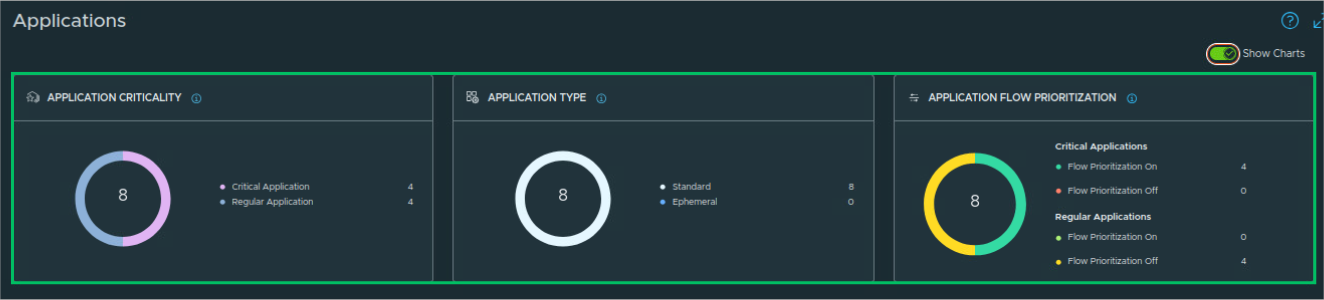 Applications
?
Show Charts
APPLICATION CRITICALITY
8
Critical Application 4
Regular Application 4
APPLICATION TYPE
8
Standard 8
Ephemeral 0
APPLICATION FLOW PRIORITIZATION
8
Critical Applications
Flow Prioritization On 4
Flow Prioritization Off 0
Regular Applications
Flow Prioritization On 0
Flow Prioritization Off 4